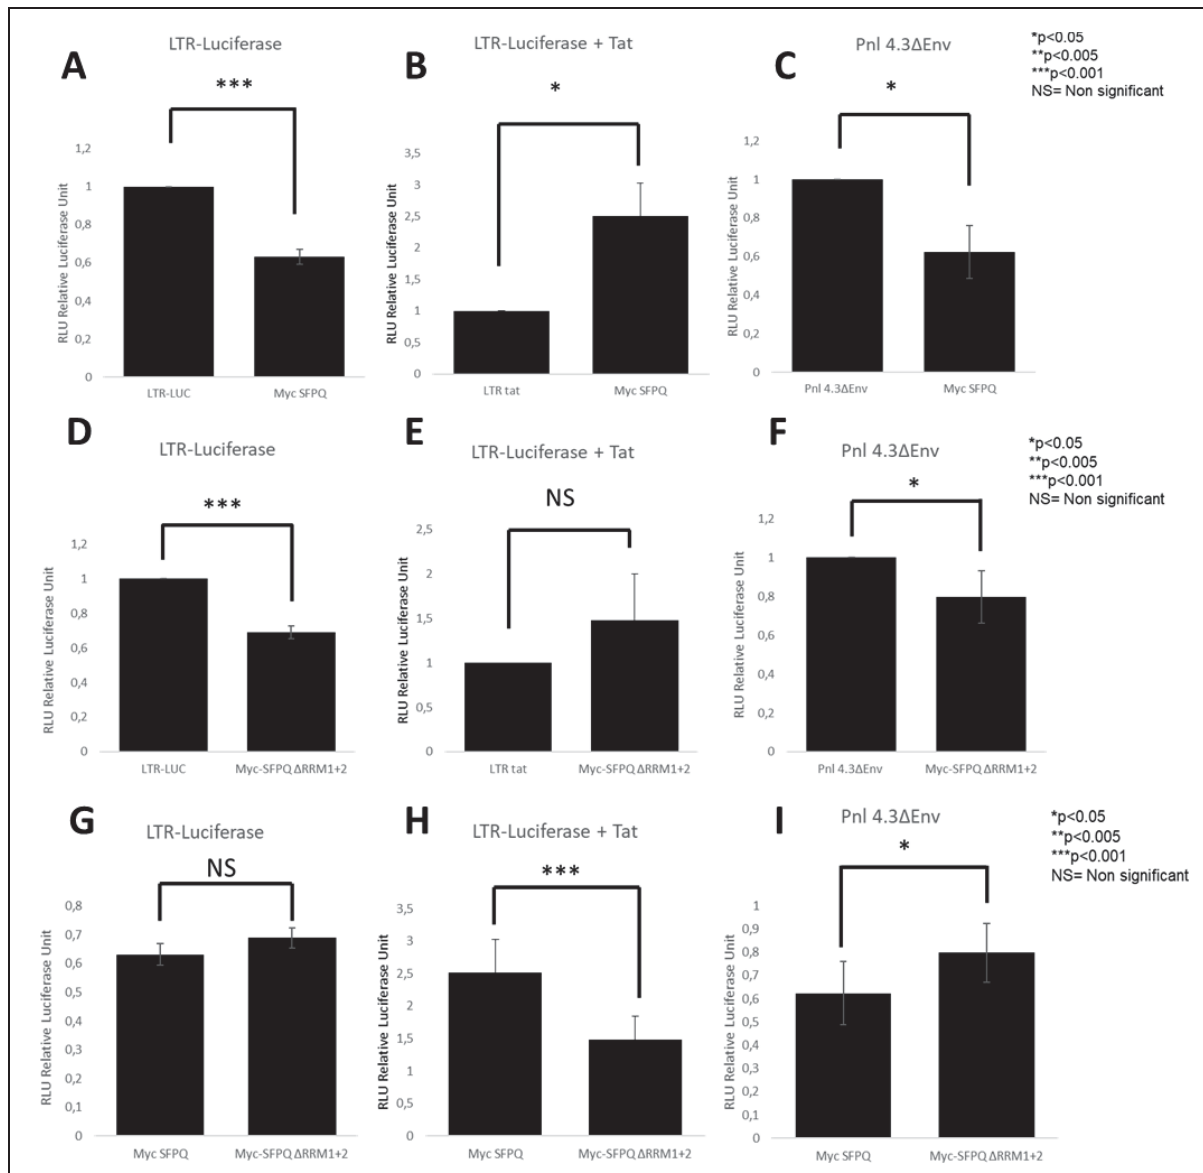 A
LTR-Luciferase
***
RLU Relative Luciferase Unit
1,2
1
0,8
0,6
0,4
0,2
0
LTR-LUC
Myc SFPQ
B
LTR-Luciferase + Tat
*
RLU Relative Luciferase Unit
3,5
3
2,5
2
1,5
1
0,5
0
LTR tat
Myc SFPQ
C
Pnl 4.3ΔEnv
*
RLU Relative Luciferase Unit
1,2
1
0,8
0,6
0,4
0,2
0
Pnl 4.3ΔEnv
Myc SFPQ
*p<0.05
**p<0.005
***p<0.001
NS= Non significant
D
LTR-Luciferase
***
RLU Relative Luciferase Unit
1,2
1
0,8
0,6
0,4
0,2
0
LTR-LUC
Myc-SFPQ ΔRRM1+2
E
LTR-Luciferase + Tat
NS
RLU Relative Luciferase Unit
2,5
2
1,5
1
0,5
0
LTR tat
Myc-SFPQ ΔRRM1+2
F
Pnl 4.3ΔEnv
*
RLU Relative Luciferase Unit
1,2
1
0,8
0,6
0,4
0,2
0
Pnl 4.3ΔEnv
Myc-SFPQ ΔRRM1+2
*p<0.05
**p<0.005
***p<0.001
NS= Non significant
G
LTR-Luciferase
NS
RLU Relative Luciferase Unit
0,8
0,7
0,6
0,5
0,4
0,3
0,2
0,1
0
Myc SFPQ
Myc-SFPQ ΔRRM1+2
H
LTR-Luciferase + Tat
***
RLU Relative Luciferase Unit
3,5
3
2,5
2
1,5
1
0,5
0
Myc SFPQ
Myc-SFPQ ΔRRM1+2
I
Pnl 4.3ΔEnv
*
RLU Relative Luciferase Unit
1
0,9
0,8
0,7
0,6
0,5
0,4
0,3
0,2
0,1
0
Myc SFPQ
Myc-SFPQ ΔRRM1+2
*p<0.05
**p<0.005
***p<0.001
NS= Non significant